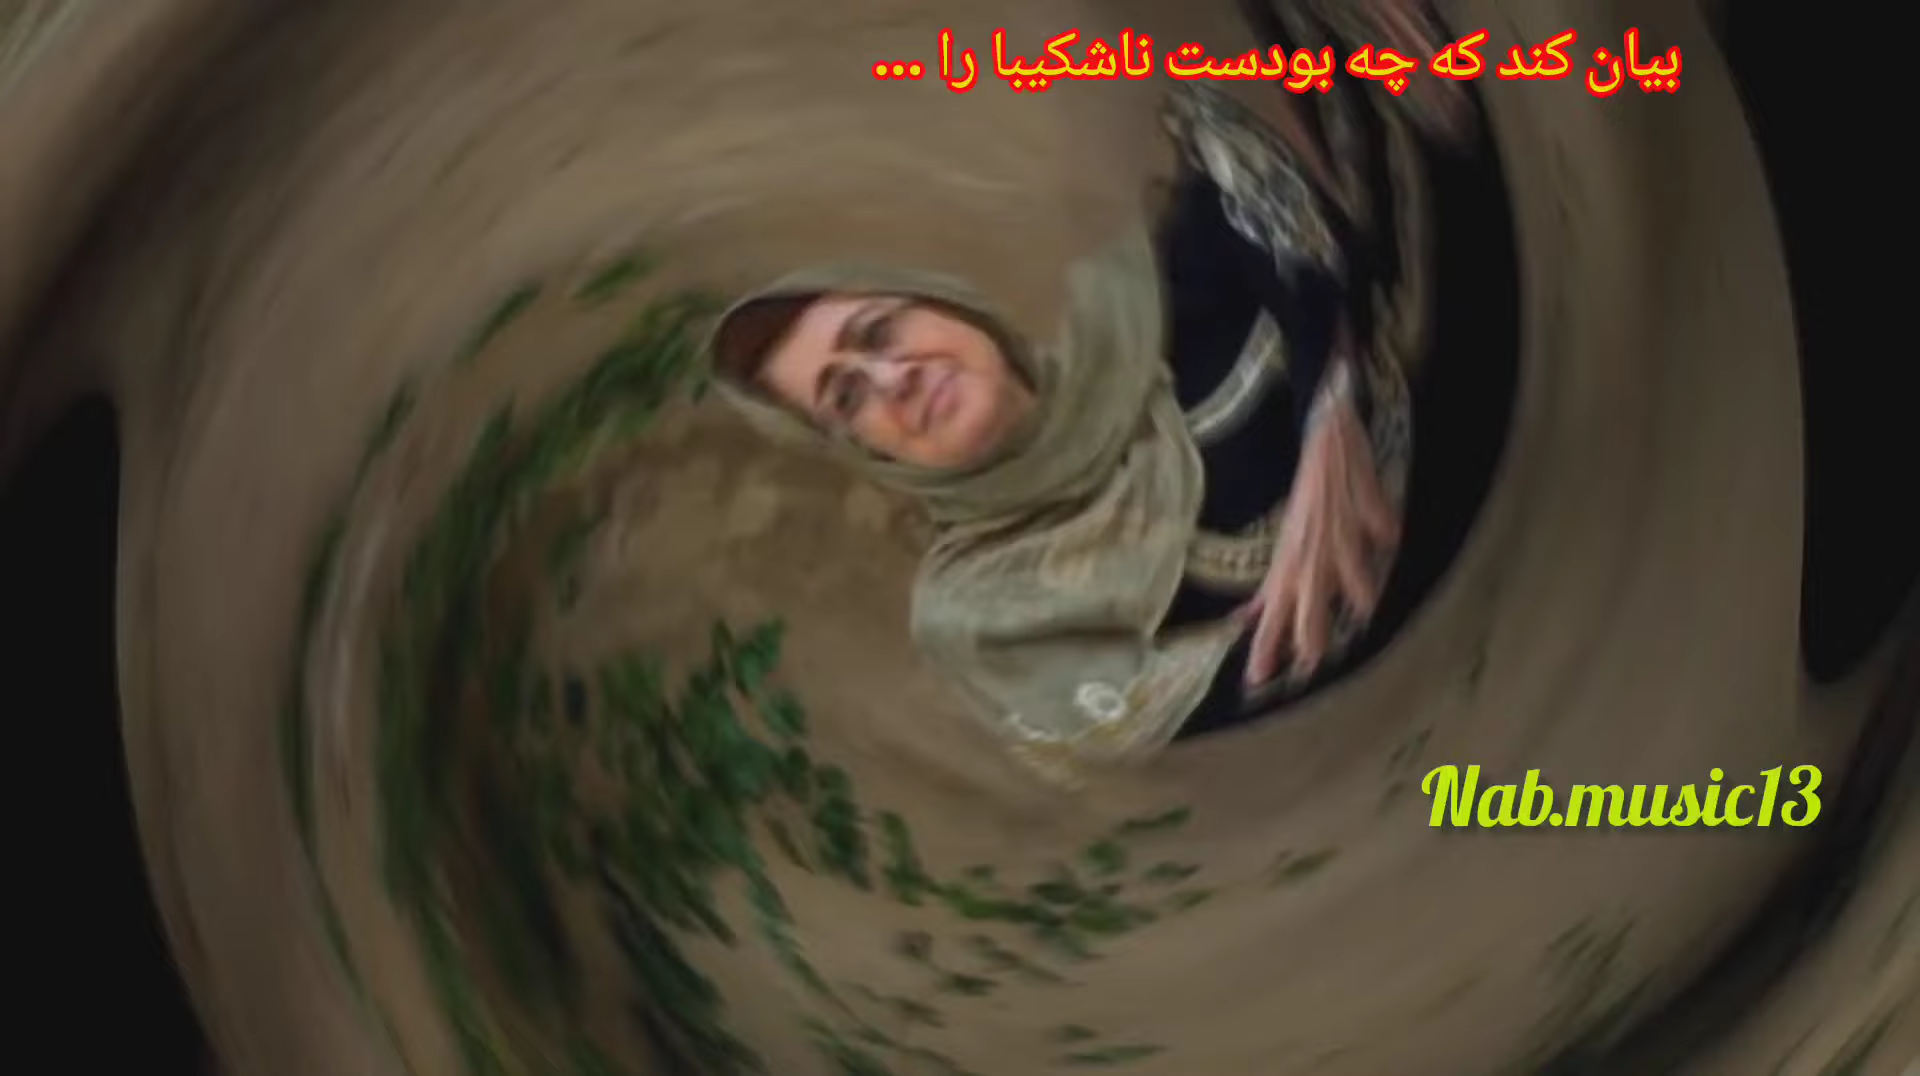 بیان کند که چه بودست ناشکیبا را ...
Nab.music13